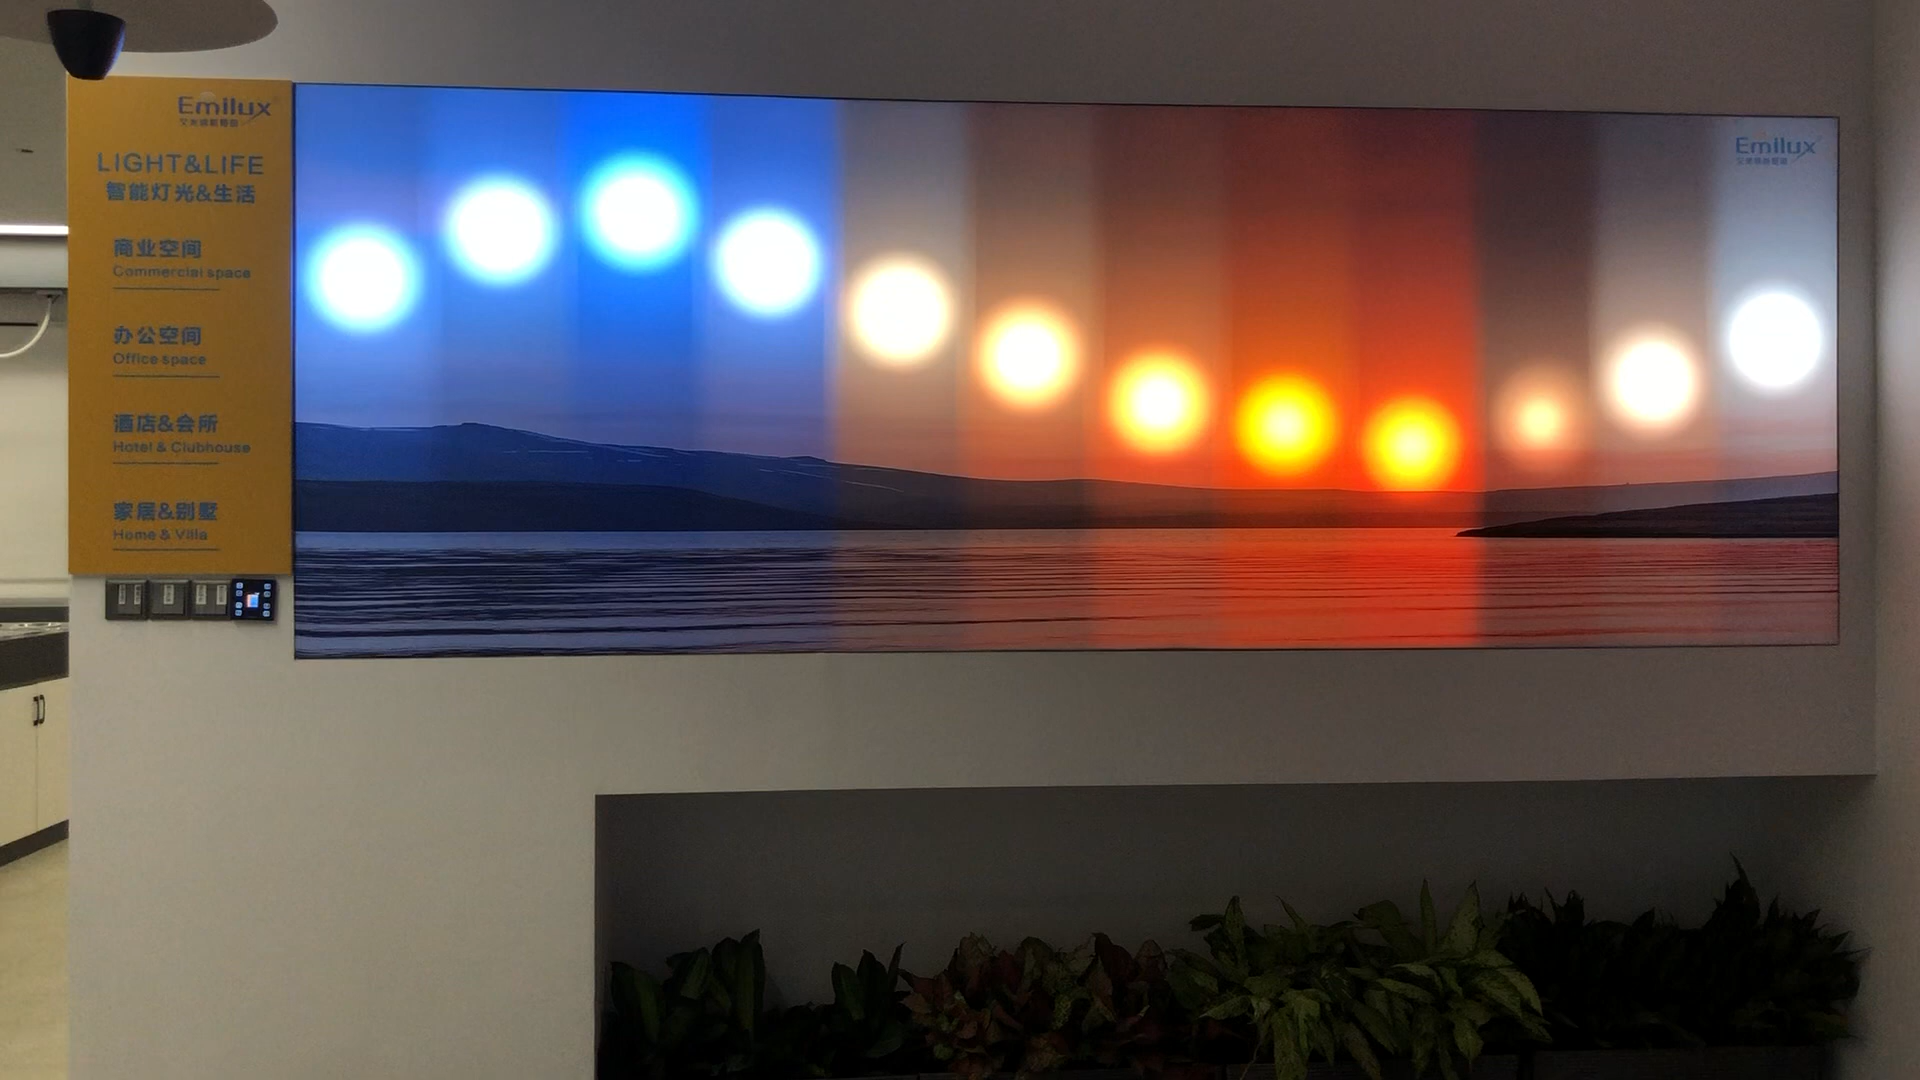 Emilux
LIGHT&LIFE
智能灯光&生活
商业空间
Commercial space
办公空间
Office space
酒店&会所
Hotel & Clubhouse
家居&别墅
Home & Villa
Emilux